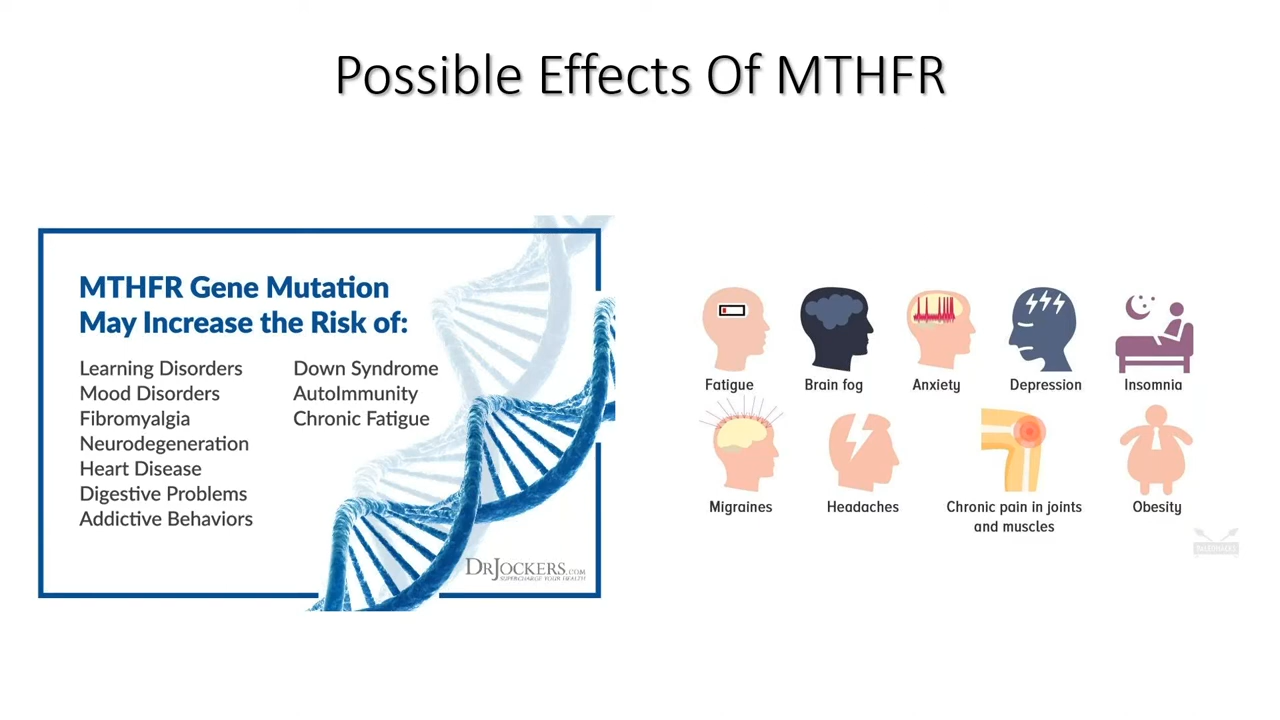 Possible Effects Of MTHFR
MTHFR Gene Mutation
May Increase the Risk of:
Learning Disorders
Mood Disorders
Fibromyalgia
Neurodegeneration
Heart Disease
Digestive Problems
Addictive Behaviors
Down Syndrome
AutoImmunity
Chronic Fatigue
DRJOCKERS.COM
SUPERCHARGE YOUR HEALTH
Fatigue
Brain fog
Anxiety
Depression
Insomnia
Migraines
Headaches
Chronic pain in joints
and muscles
Obesity